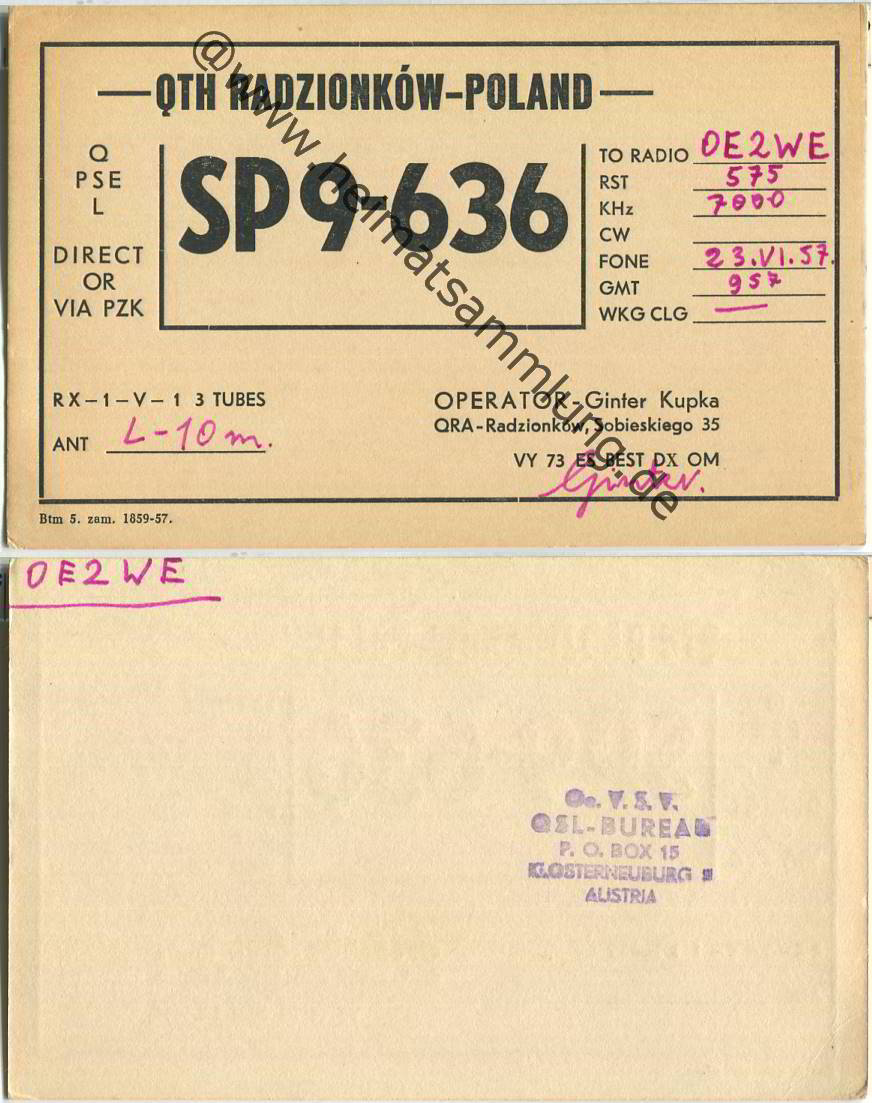 QTH RADZIONKÓW-POLAND
Q
PSE
L
DIRECT
OR
VIA PZK
SP9-636
TO RADIO OE2WE
RST 575
KHz 7000
CW
FONE 23.VI.57.
GMT 957
WKG CLG —
RX-1-V-1 3 TUBES
ANT L-10 m.
OPERATOR-Ginter Kupka
QRA-Radzionków, Sobieskiego 35
VY 73 ES BEST DX OM
Ginter.
Btm 5. zam. 1859-57.
@www.heimatsammlung.de
OE2WE
Oe. V. S. V.
QSL-BUREAU
P. O. BOX 15
KLOSTERNEUBURG
AUSTRIA